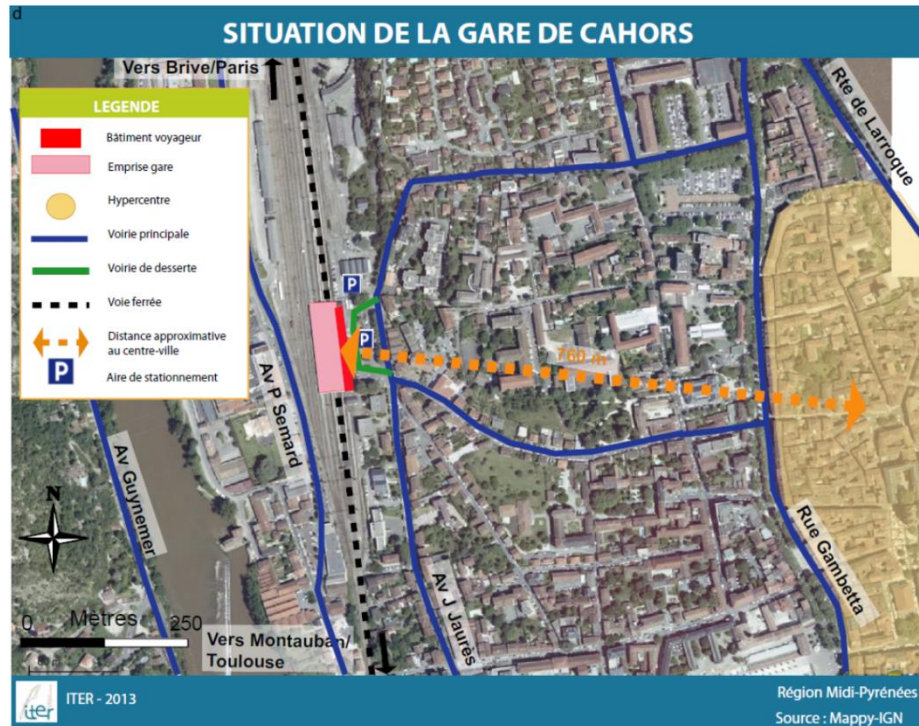 d
SITUATION DE LA GARE DE CAHORS
Vers Brive/Paris
LEGENDE
Bâtiment voyageur
Emprise gare
Hypercentre
Voirie principale
Voirie de desserte
Voie ferrée
Distance approximative
au centre-ville
P
Aire de stationnement
Rte de Larroque
P
P
760 m
Av P Semard
Av Guynemer
N
Rue Gambetta
Av J Jaurès
Mètres
0
250
Vers Montauban/
Toulouse
iter
ITER - 2013
Région Midi-Pyrénées
Source : Mappy-IGN